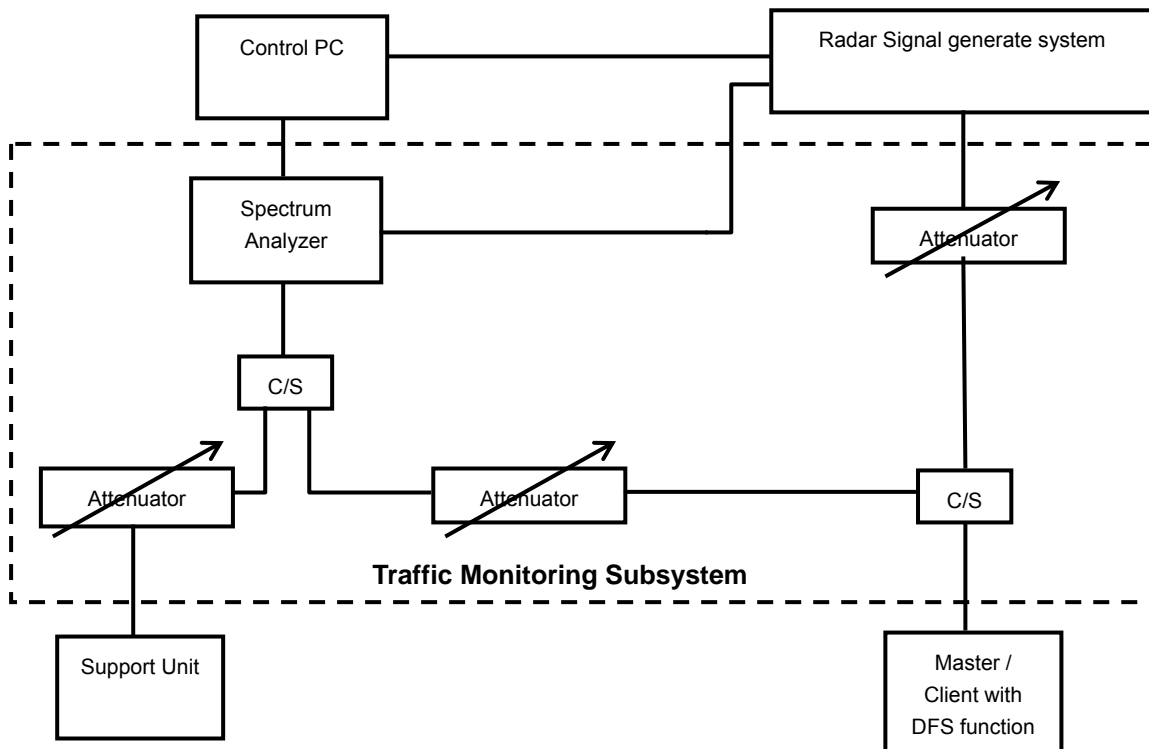 Control PC
Radar Signal generate system
Spectrum
Analyzer
Attenuator
C/S
Attenuator
Attenuator
C/S
Traffic Monitoring Subsystem
Support Unit
Master /
Client with
DFS function